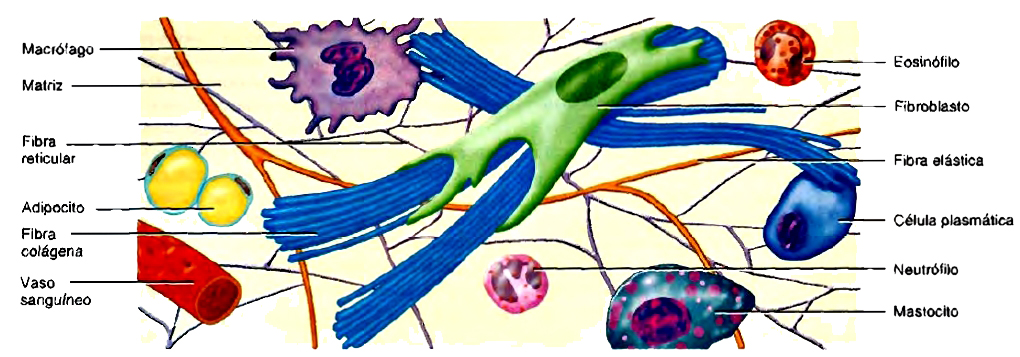 Macrófago
Matriz
Fibra
reticular
Adipocito
Fibra
colágena
Vaso
sanguíneo
Eosinófilo
Fibroblasto
Fibra elástica
Célula plasmática
Neutrófilo
Mastocito